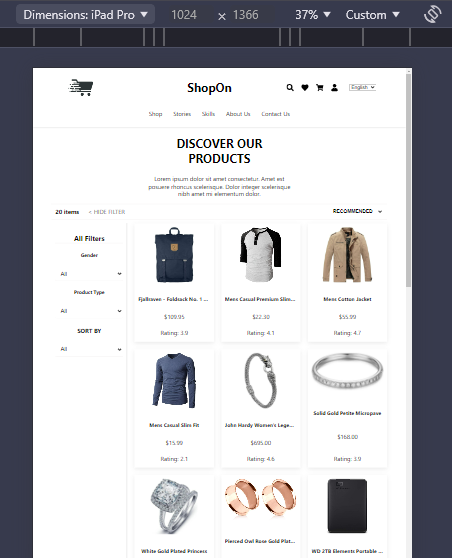 Dimensions: iPad Pro 1024 × 1366 37% Custom
ShopOn
English
Shop Stories Skills About Us Contact Us
DISCOVER OUR
PRODUCTS
Lorem ipsum dolor sit amet consectetur. Amet est
posuere rhoncus scelerisque. Dolor integer scelerisque
nibh amet mi elementum dolor.
20 items < HIDE FILTER RECOMMENDED
All Filters
Gender
All
Product Type
All
SORT BY
All
Fjallraven - Foldsack No. 1 ... Mens Casual Premium Slim... Mens Cotton Jacket
$109.95 $22.30 $55.99
Rating: 3.9 Rating: 4.1 Rating: 4.7
Mens Casual Slim Fit John Hardy Women's Lege... Solid Gold Petite Micropave
$15.99 $695.00 $168.00
Rating: 2.1 Rating: 4.6 Rating: 3.9
White Gold Plated Princess Pierced Owl Rose Gold Plat... WD 2TB Elements Portable ...